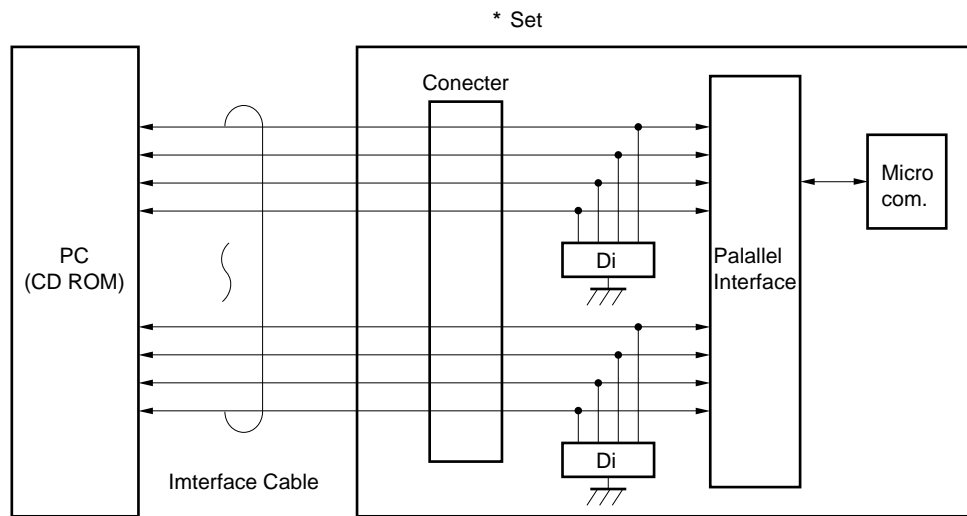 * Set
Conecter
PC
(CD ROM)
Di
Palallel
Interface
Micro
com.
Di
Imterface Cable